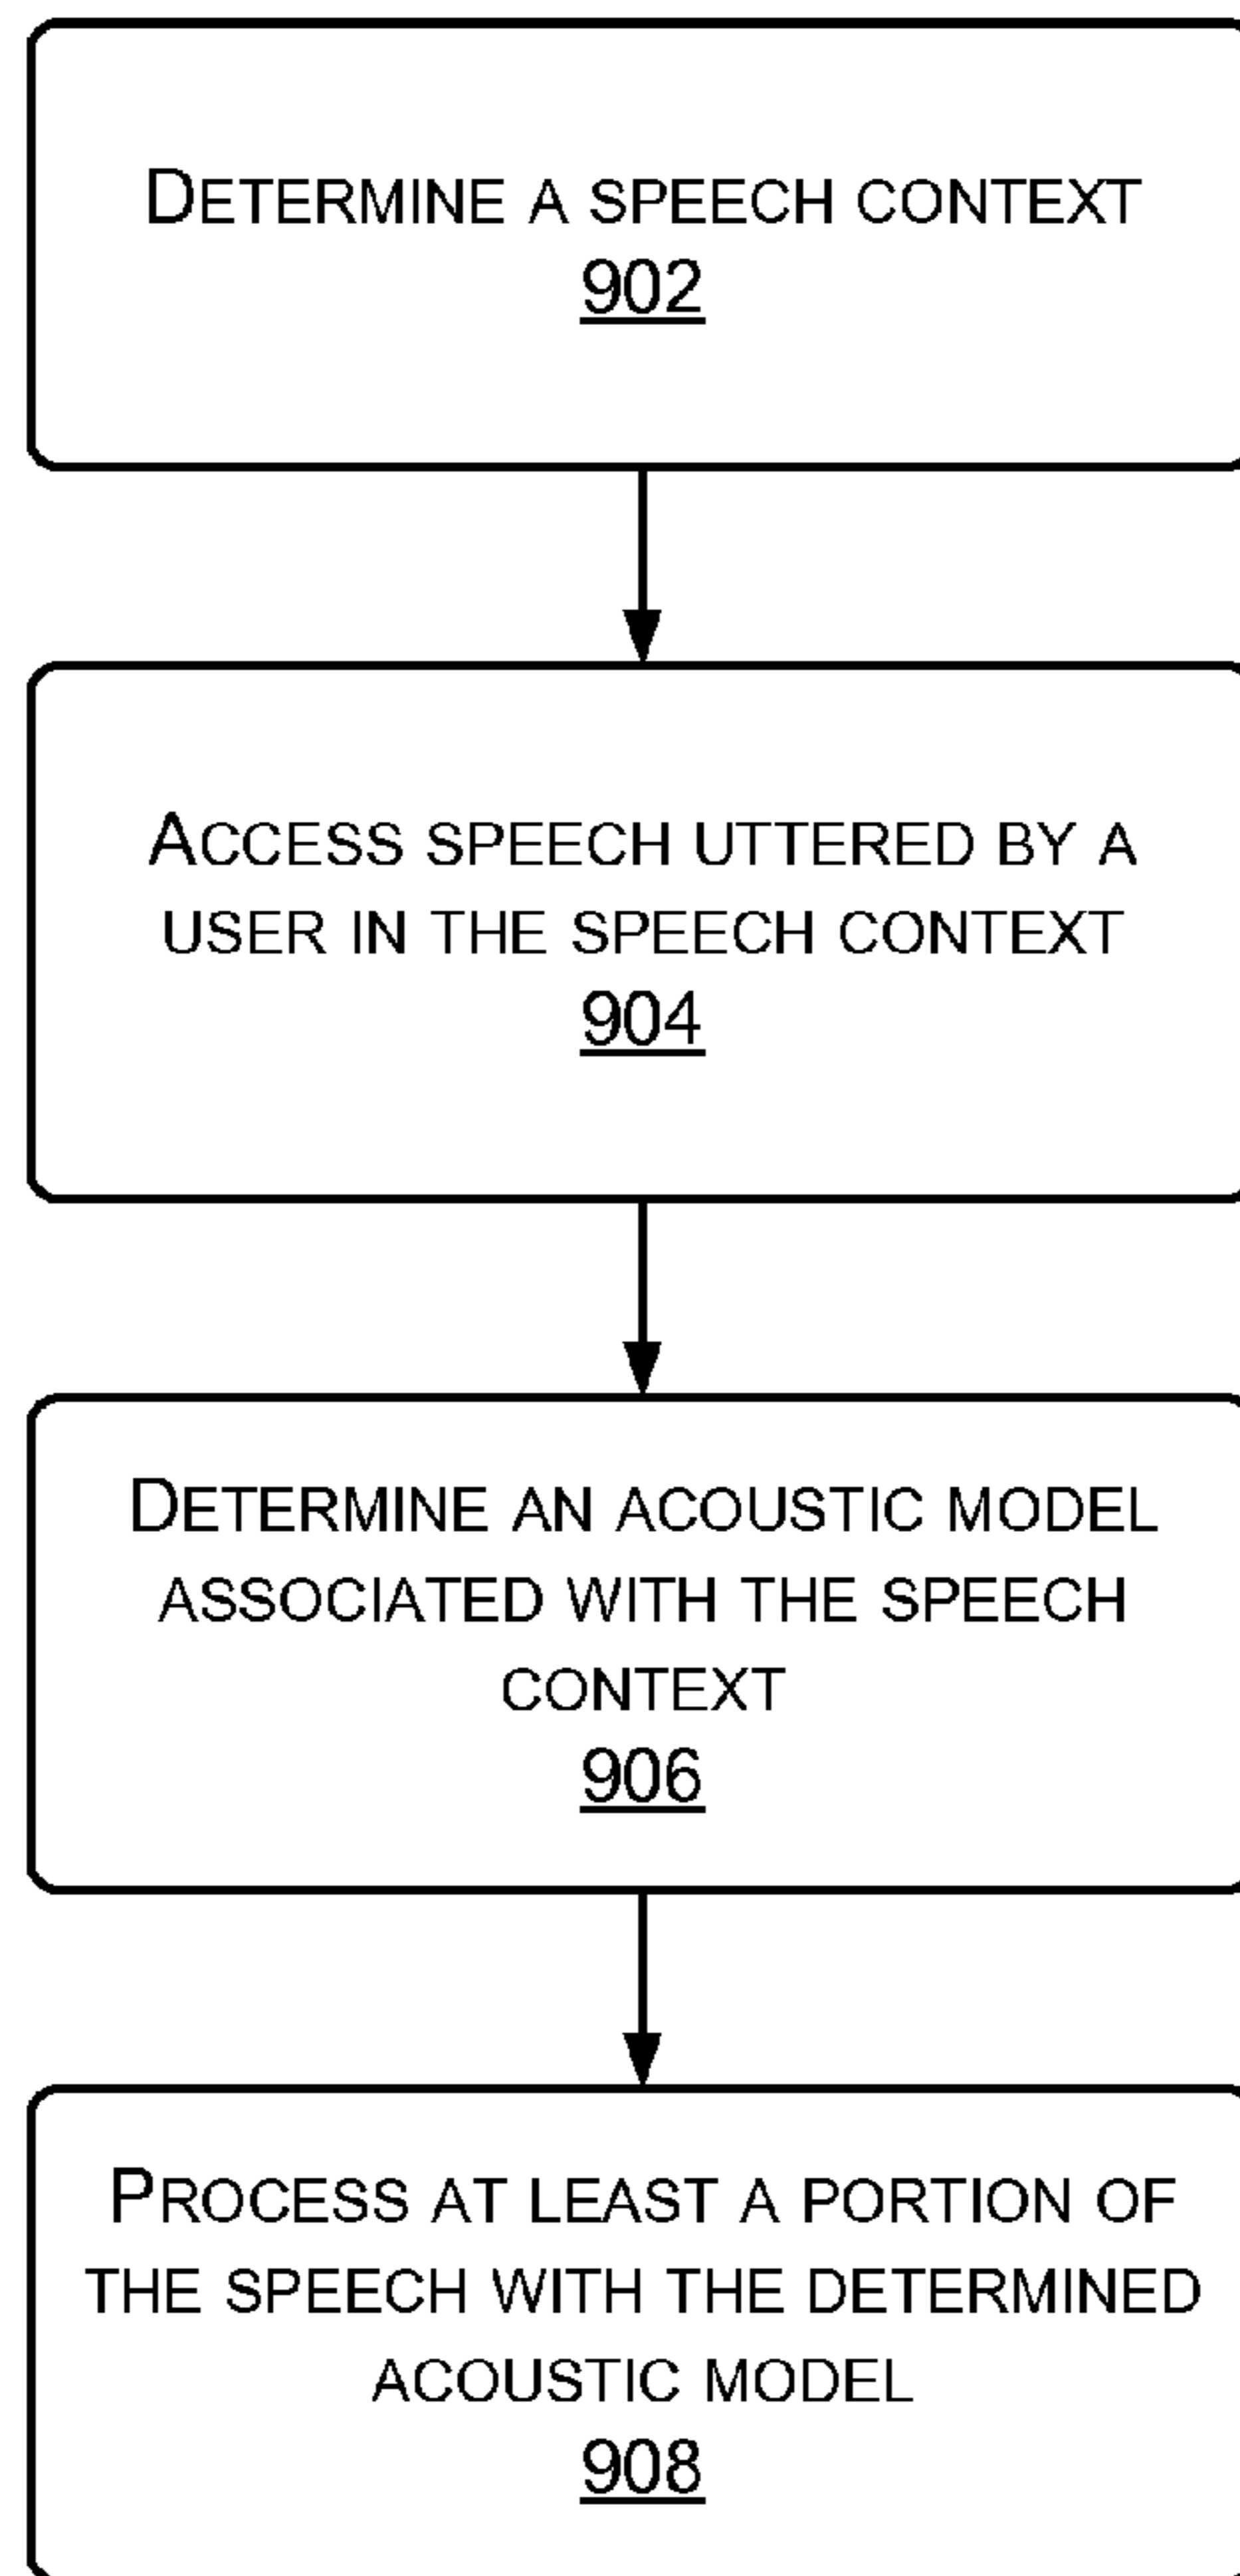 DETERMINE A SPEECH CONTEXT
902
ACCESS SPEECH UTTERED BY A
USER IN THE SPEECH CONTEXT
904
DETERMINE AN ACOUSTIC MODEL
ASSOCIATED WITH THE SPEECH
CONTEXT
906
PROCESS AT LEAST A PORTION OF
THE SPEECH WITH THE DETERMINED
ACOUSTIC MODEL
908